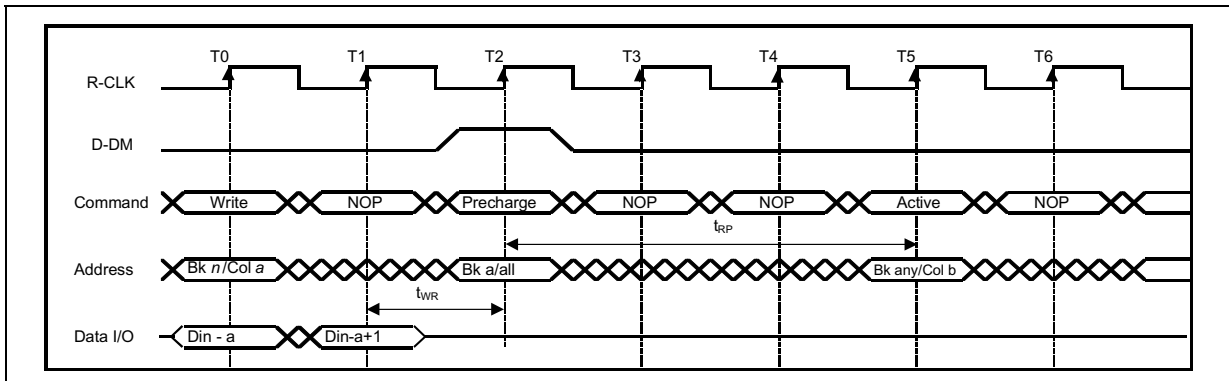 T0 T1 T2 T3 T4 T5 T6
R-CLK
D-DM
Command Write NOP Precharge NOP NOP Active NOP
tRP
Address Bk n/Col a Bk a/all Bk any/Col b
tWR
Data I/O Din - a Din-a+1